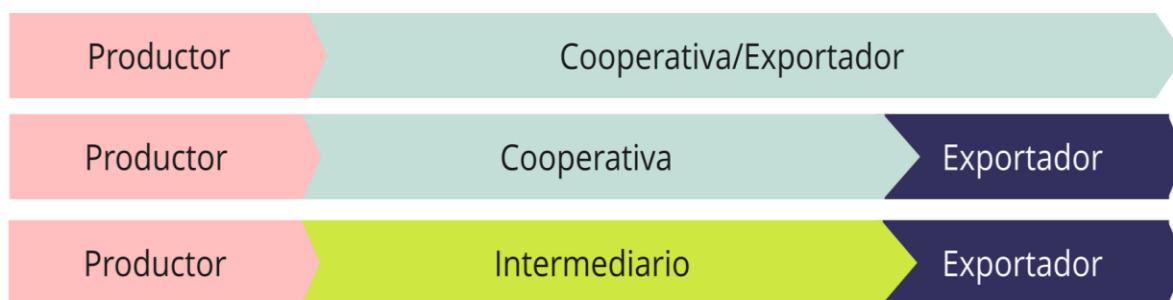 Productor Cooperativa/Exportador
Productor Cooperativa Exportador
Productor Intermediario Exportador